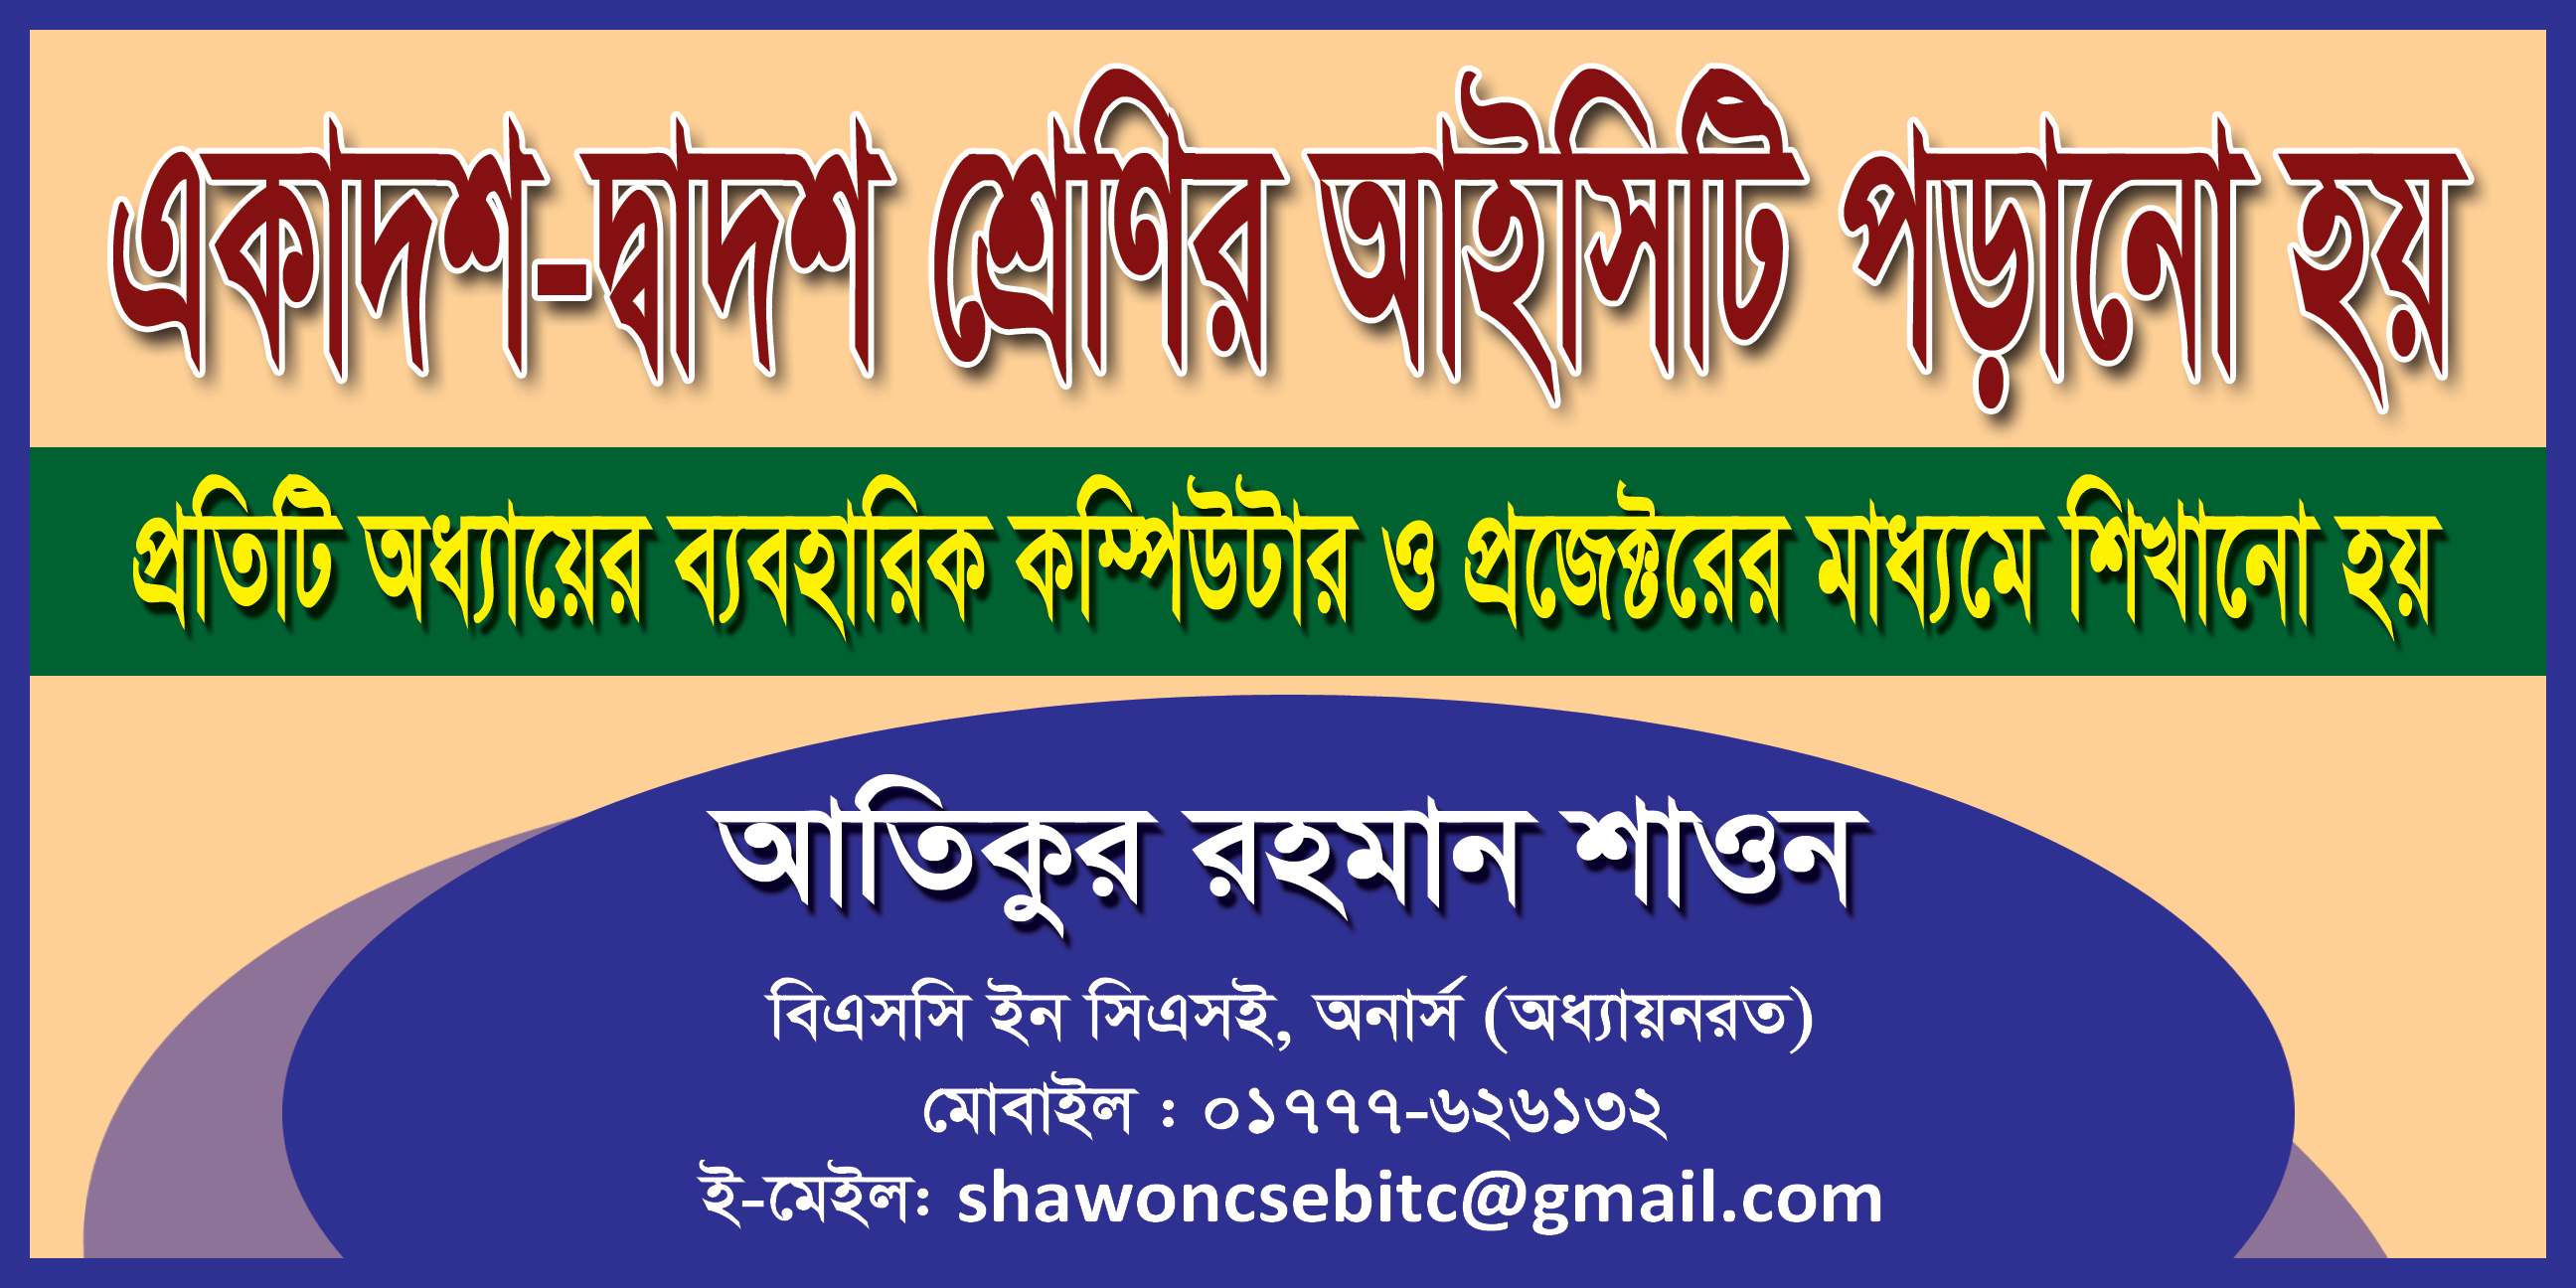 একাদশ-দ্বাদশ শ্রেণির আইসিটি পড়ানো হয়
প্রতিটি অধ্যায়ের ব্যবহারিক কম্পিউটার ও প্রজেক্টরের মাধ্যমে শিখানো হয়
আতিকুর রহমান শাওন
বিএসসি ইন সিএসই, অনার্স (অধ্যায়নরত)
মোবাইল : ০১৭৭৭-৬২৬১৩২
ই-মেইলঃ shawoncsebitc@gmail.com